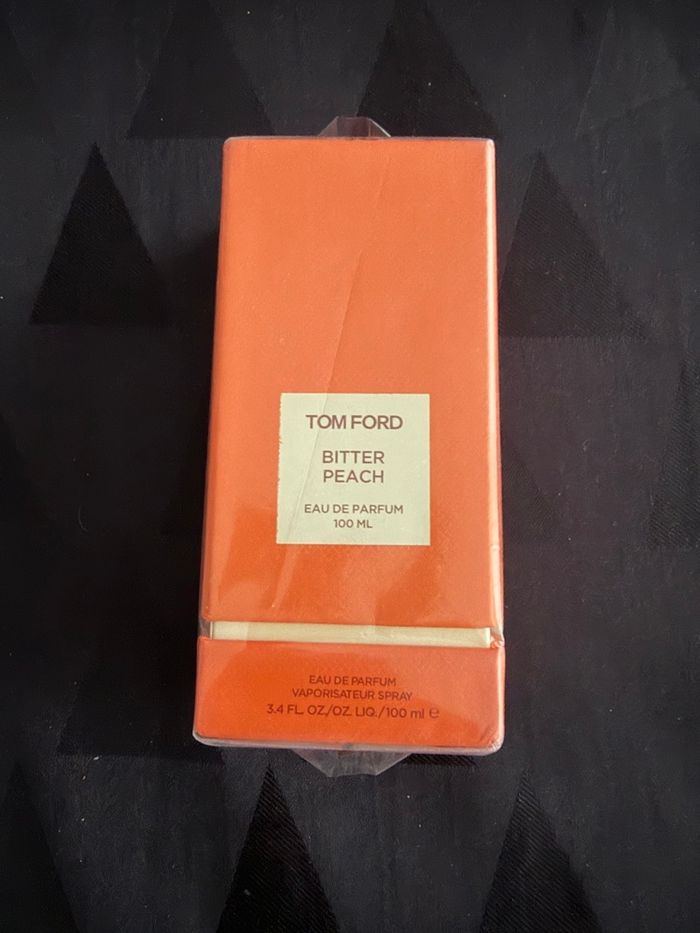 TOM FORD
BITTER
PEACH
EAU DE PARFUM
100 ML
EAU DE PARFUM
VAPORISATEUR SPRAY
3.4 FL. OZ./OZ. LIQ./100 ml ℮